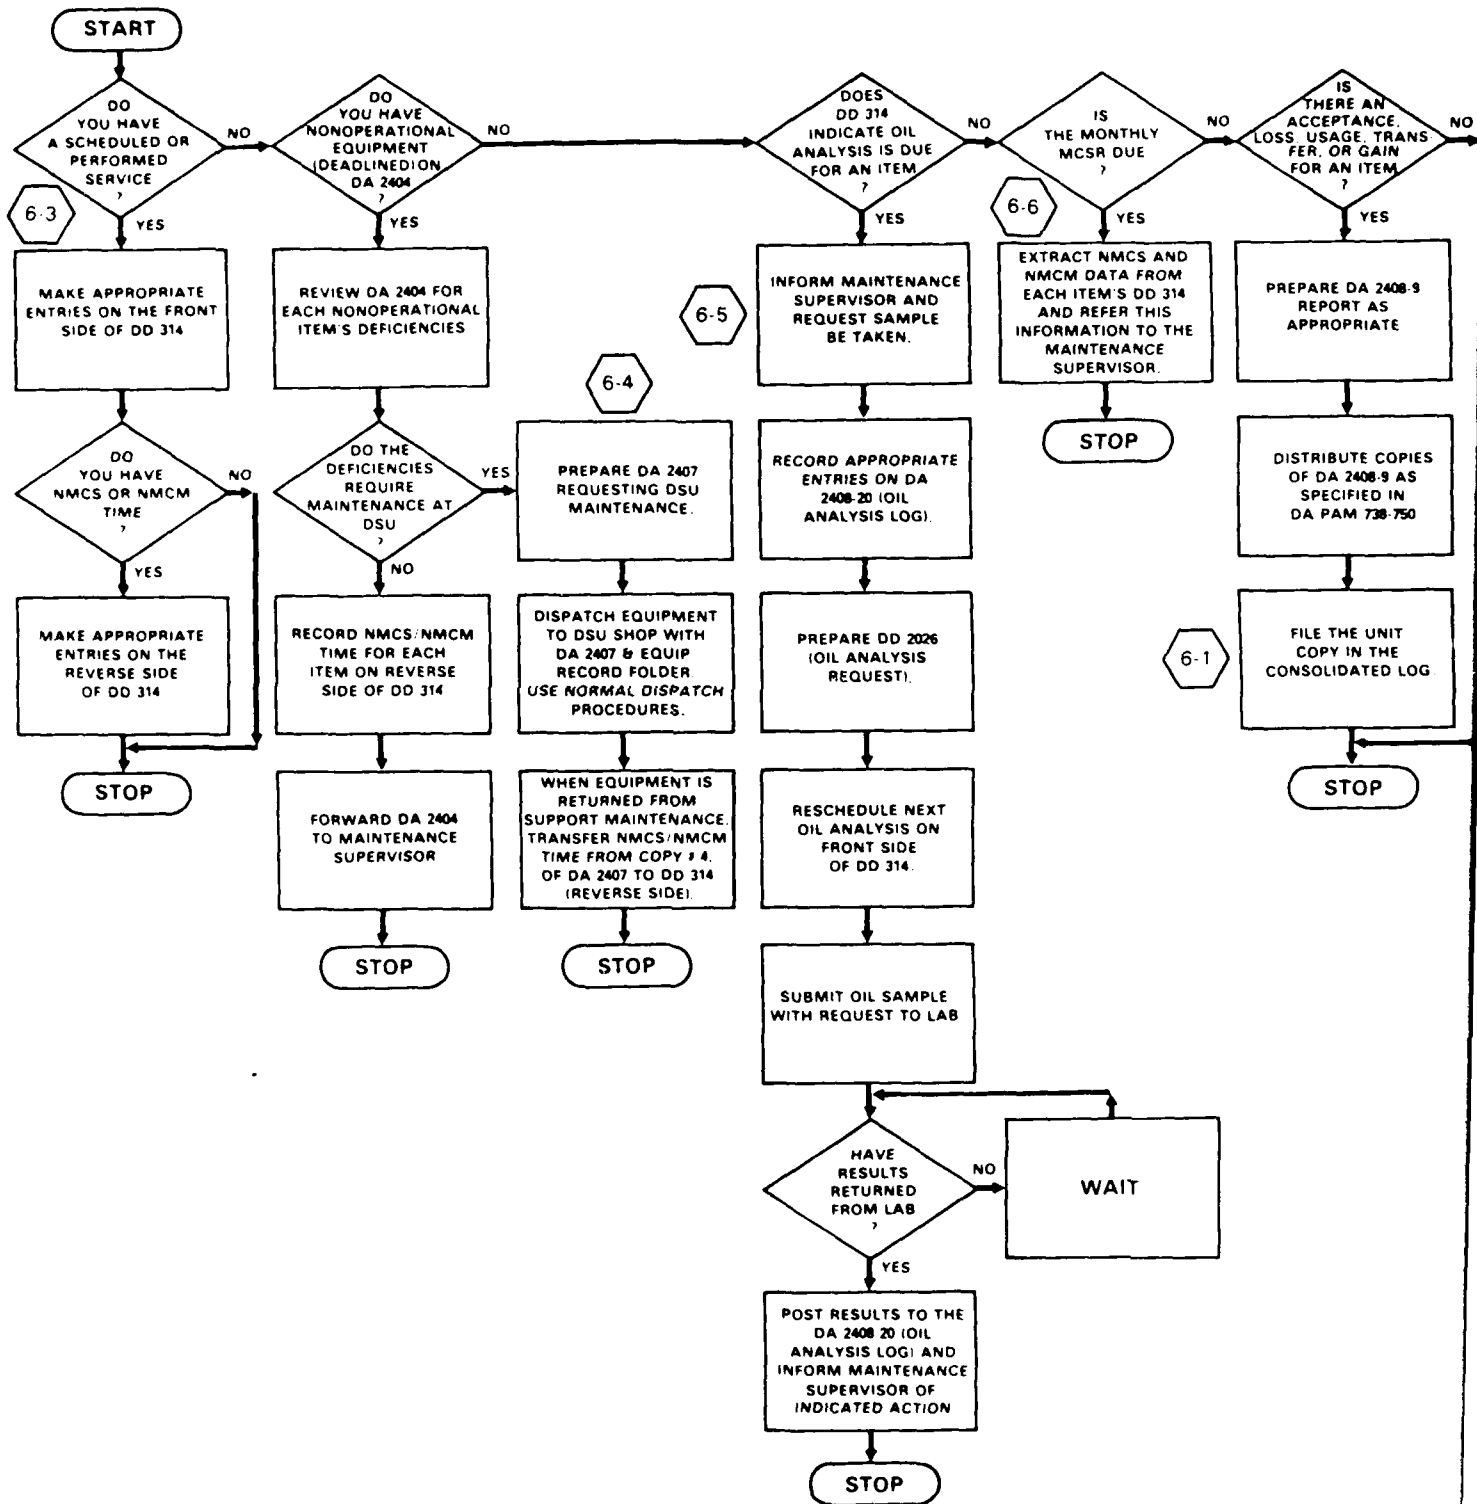 START
DO
YOU HAVE
A SCHEDULED OR
PERFORMED
SERVICE
?
NO
YES
6-3
MAKE APPROPRIATE
ENTRIES ON THE FRONT
SIDE OF DD 314
DO
YOU HAVE
NMCS OR NMCM
TIME
?
NO
YES
MAKE APPROPRIATE
ENTRIES ON THE
REVERSE SIDE
OF DD 314
STOP
DO
YOU HAVE
NONOPERATIONAL
EQUIPMENT
(DEADLINED) ON
DA 2404
?
NO
YES
REVIEW DA 2404 FOR
EACH NONOPERATIONAL
ITEM'S DEFICIENCIES
DO THE
DEFICIENCIES
REQUIRE
MAINTENANCE AT
DSU
?
YES
NO
RECORD NMCS/NMCM
TIME FOR EACH
ITEM ON REVERSE
SIDE OF DD 314
FORWARD DA 2404
TO MAINTENANCE
SUPERVISOR
STOP
6-4
PREPARE DA 2407
REQUESTING DSU
MAINTENANCE.
DISPATCH EQUIPMENT
TO DSU SHOP WITH
DA 2407 & EQUIP
RECORD FOLDER.
USE NORMAL DISPATCH
PROCEDURES.
WHEN EQUIPMENT IS
RETURNED FROM
SUPPORT MAINTENANCE,
TRANSFER NMCS/NMCM
TIME FROM COPY # 4,
OF DA 2407 TO DD 314
(REVERSE SIDE).
STOP
DOES
DD 314
INDICATE OIL
ANALYSIS IS DUE
FOR AN ITEM
?
NO
YES
6-5
INFORM MAINTENANCE
SUPERVISOR AND
REQUEST SAMPLE
BE TAKEN.
RECORD APPROPRIATE
ENTRIES ON DA
2408-20 (OIL
ANALYSIS LOG).
PREPARE DD 2026
(OIL ANALYSIS
REQUEST).
RESCHEDULE NEXT
OIL ANALYSIS ON
FRONT SIDE
OF DD 314.
SUBMIT OIL SAMPLE
WITH REQUEST TO LAB
HAVE
RESULTS
RETURNED
FROM LAB
?
NO
WAIT
YES
POST RESULTS TO THE
DA 2408 20 (OIL
ANALYSIS LOG) AND
INFORM MAINTENANCE
SUPERVISOR OF
INDICATED ACTION
STOP
IS
THE MONTHLY
MCSR DUE
?
NO
YES
6-6
EXTRACT NMCS AND
NMCM DATA FROM
EACH ITEM'S DD 314
AND REFER THIS
INFORMATION TO THE
MAINTENANCE
SUPERVISOR.
STOP
IS
THERE AN
ACCEPTANCE,
LOSS, USAGE, TRANS-
FER, OR GAIN
FOR AN ITEM
?
NO
YES
PREPARE DA 2408-9
REPORT AS
APPROPRIATE
DISTRIBUTE COPIES
OF DA 2408-9 AS
SPECIFIED IN
DA PAM 738-750
6-1
FILE THE UNIT
COPY IN THE
CONSOLIDATED LOG
STOP